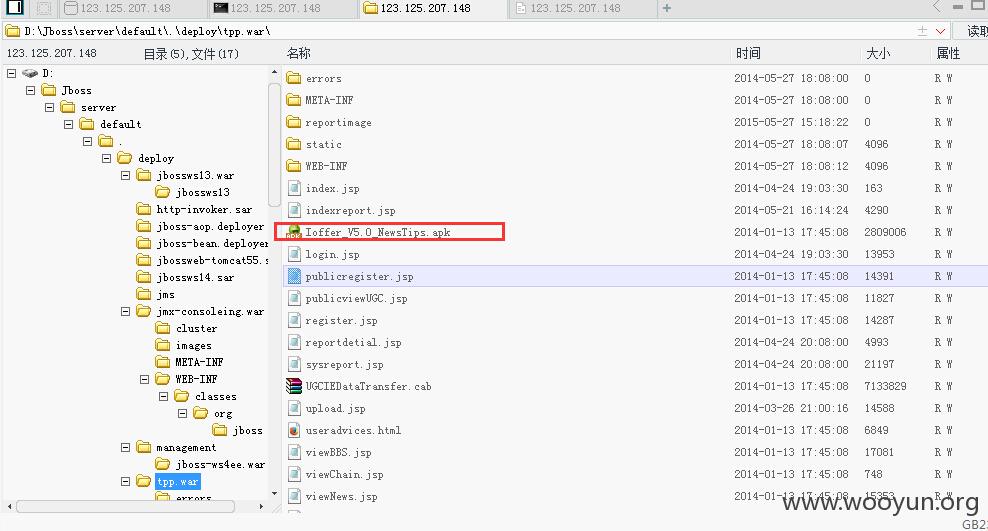 123.125.207.148 123.125.207.148 123.125.207.148 123.125.207.148
D:\Jboss\server\default\.\deploy\tpp.war\ 读取
123.125.207.148 目录(5),文件(17) 名称 时间 大小 属性
D:
Jboss
server
default
.
deploy
jbossws13.war
jbossws13
http-invoker.sar
jboss-aop.deployer
jboss-bean.deployer
jbossweb-tomcat55.s
jbossws14.sar
jms
jmx-consoleing.war
cluster
images
META-INF
WEB-INF
classes
org
jboss
management
jboss-ws4ee.war
tpp.war
errors
errors 2014-05-27 18:08:00 0 R W
META-INF 2014-05-27 18:08:00 0 R W
reportimage 2015-05-27 15:18:22 0 R W
static 2014-05-27 18:08:07 4096 R W
WEB-INF 2014-05-27 18:08:12 4096 R W
index.jsp 2014-04-24 19:03:30 163 R W
indexreport.jsp 2014-05-21 16:14:24 4290 R W
Ioffer_V5.0_NewsTips.apk 2014-01-13 17:45:08 2809006 R W
login.jsp 2014-04-24 19:03:30 13953 R W
publicregister.jsp 2014-01-13 17:45:08 14391 R W
publicviewUGC.jsp 2014-01-13 17:45:08 11827 R W
register.jsp 2014-01-13 17:45:08 14287 R W
reportdetial.jsp 2014-04-24 20:08:00 4993 R W
sysreport.jsp 2014-04-24 20:08:00 21197 R W
UGCIEDataTransfer.cab 2014-01-13 17:45:08 7133829 R W
upload.jsp 2014-03-26 21:00:16 14588 R W
useradvices.html 2014-01-13 17:45:08 6849 R W
viewBBS.jsp 2014-01-13 17:45:08 17081 R W
viewChain.jsp 2014-01-13 17:45:08 748 R W
viewNews.jsp 2014-01-13 17:45:08 15353 R W
www.wooyun.org
GB2